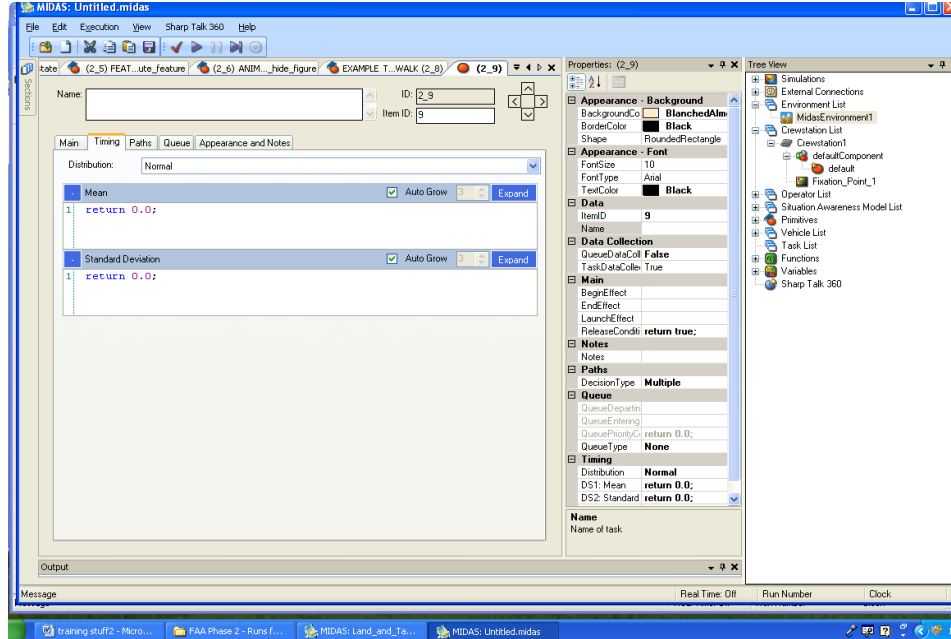 MIDAS: Untitled.midas
File Edit Execution View Sharp Talk 360 Help
Sections
tate (2_5) FEAT...ute_feature (2_6) ANIM..._hide_figure EXAMPLE T...WALK (2_8) (2_9)
Name:
ID: 2_9
Item ID: 9
Main Timing Paths Queue Appearance and Notes
Distribution: Normal
- Mean Auto Grow 3 Expand
1 return 0.0;
- Standard Deviation Auto Grow 3 Expand
1 return 0.0;
Output
Properties: (2_9)
Appearance - Background
BackgroundCo BlanchedAlm
BorderColor Black
Shape RoundedRectangle
Appearance - Font
FontSize 10
FontType Arial
TextColor Black
Data
ItemID 9
Name
Data Collection
QueueDataColl False
TaskDataColle True
Main
BeginEffect
EndEffect
LaunchEffect
ReleaseConditi return true;
Notes
Notes
Paths
DecisionType Multiple
Queue
QueueDepartin
QueueEntering
QueuePriorityC return 0.0;
QueueType None
Timing
Distribution Normal
DS1: Mean return 0.0;
DS2: Standard return 0.0;
Name
Name of task
Tree View
Simulations
External Connections
Environment List
MidasEnvironment1
Crewstation List
Crewstation1
defaultComponent
default
Fixation_Point_1
Operator List
Situation Awareness Model List
Primitives
Vehicle List
Task List
Functions
Variables
Sharp Talk 360
Message Real Time: Off Run Number Clock
training stuff2 - Micro... FAA Phase 2 - Runs f... MIDAS: Land_and_Ta... MIDAS: Untitled.midas